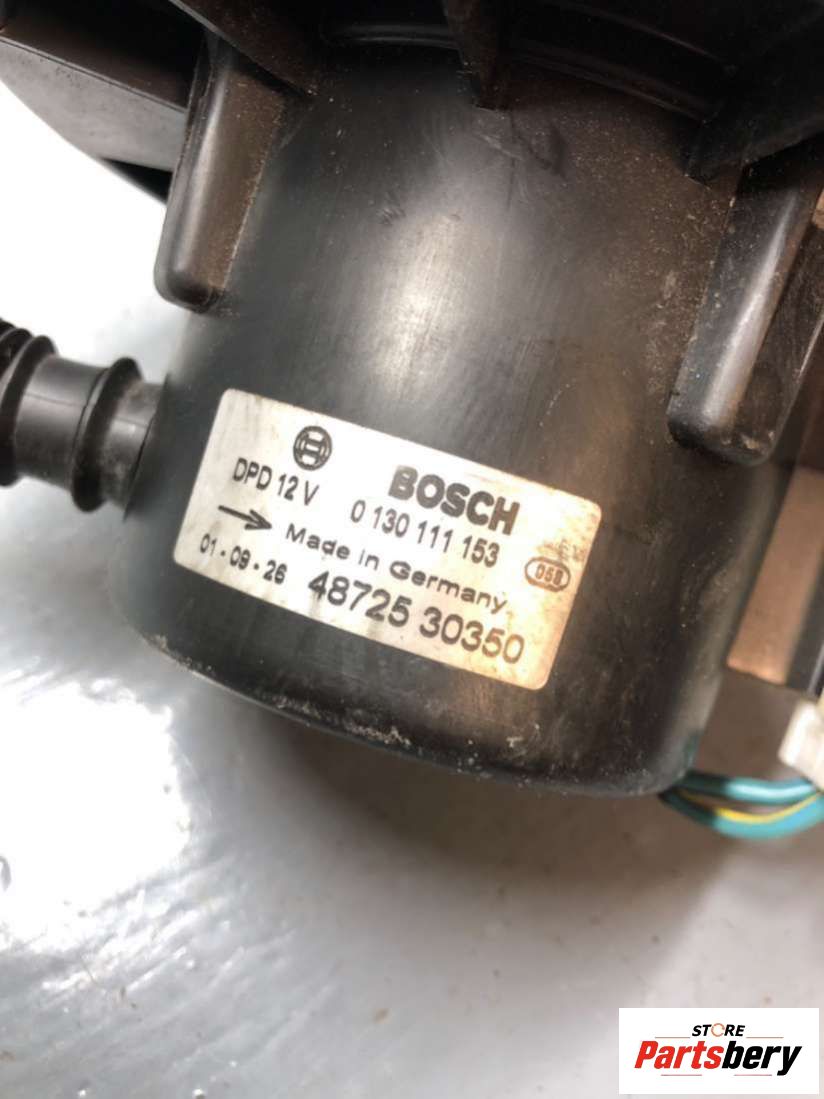 BOSCH
DPD 12 V 0 130 111 153
Made in Germany 058
01-09-26 48725 30350
STORE
Partsbery